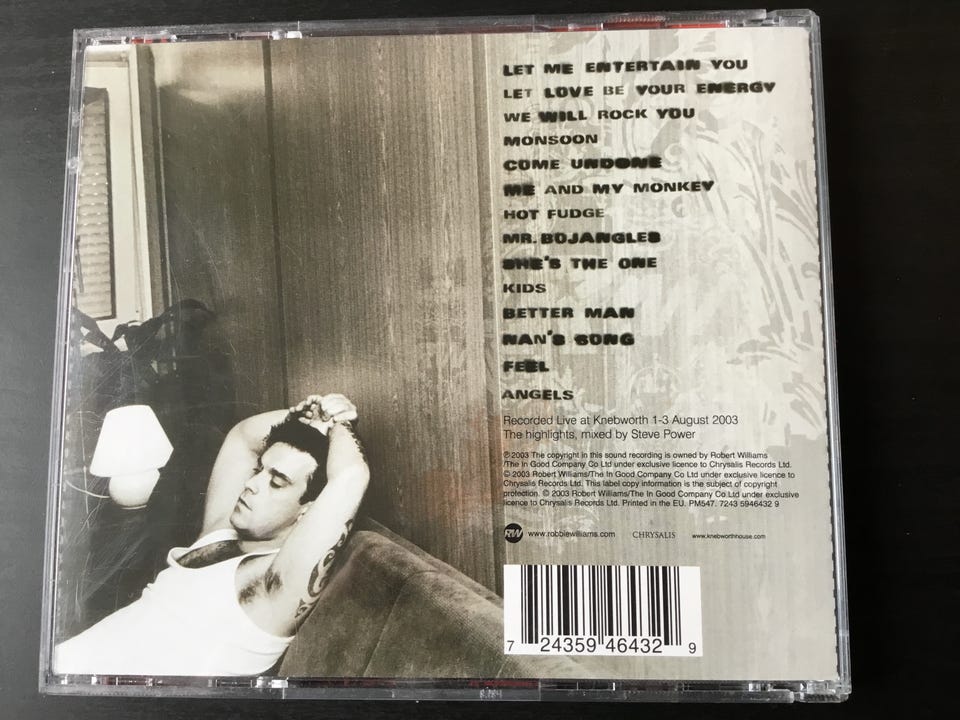 LET ME ENTERTAIN YOU
LET LOVE BE YOUR ENERGY
WE WILL ROCK YOU
MONSOON
COME UNDONE
ME AND MY MONKEY
HOT FUDGE
MR. BOJANGLES
SHE'S THE ONE
KIDS
BETTER MAN
NAN'S SONG
FEEL
ANGELS
Recorded Live at Knebworth 1-3 August 2003
The highlights, mixed by Steve Power
℗ 2003 The copyright in this sound recording is owned by Robert Williams
/The In Good Company Co Ltd under exclusive licence to Chrysalis Records Ltd.
© 2003 Robert Williams/The In Good Company Co Ltd under exclusive licence to
Chrysalis Records Ltd. This label copy information is the subject of copyright
protection. © 2003 Robert Williams/The In Good Company Co Ltd under exclusive
licence to Chrysalis Records Ltd. Printed in the EU. PM547. 7243 5946432 9
RW www.robbiewilliams.com CHRYSALIS www.knebworthhouse.com
7 24359 46432 9